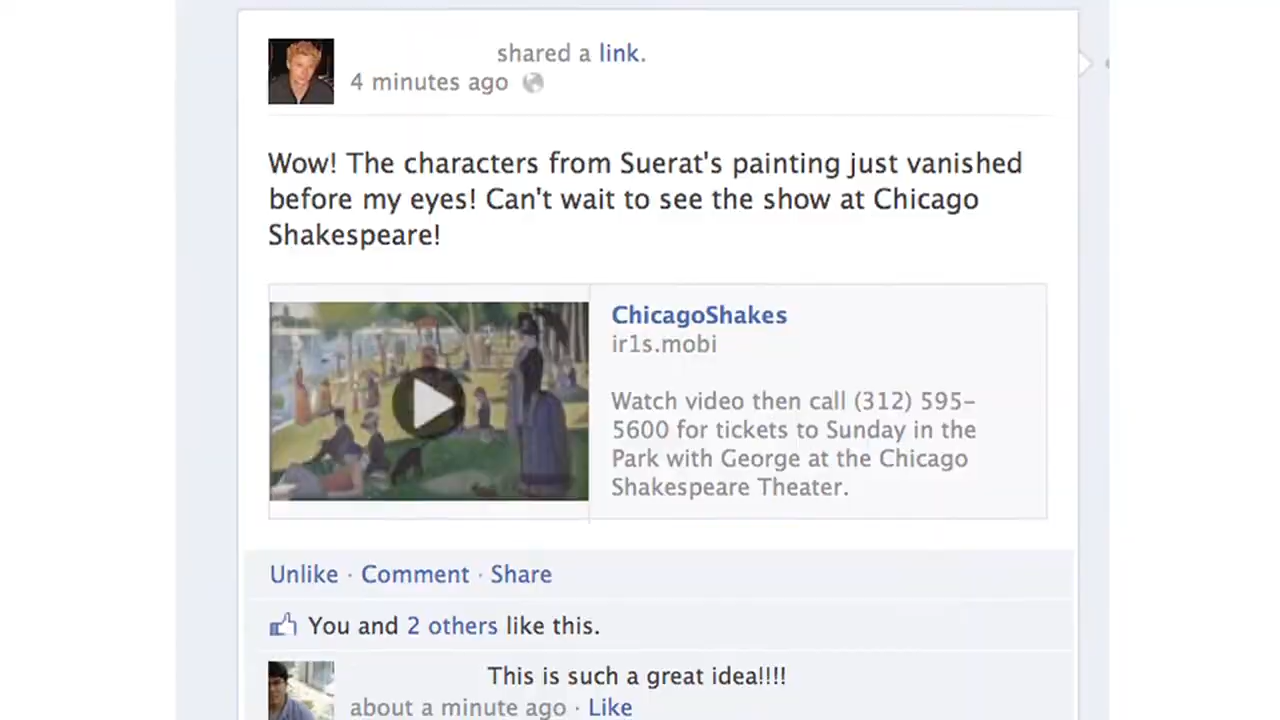 shared a link.
4 minutes ago
Wow! The characters from Suerat's painting just vanished
before my eyes! Can't wait to see the show at Chicago
Shakespeare!
ChicagoShakes
ir1s.mobi
Watch video then call (312) 595-
5600 for tickets to Sunday in the
Park with George at the Chicago
Shakespeare Theater.
Unlike · Comment · Share
You and 2 others like this.
This is such a great idea!!!!
about a minute ago · Like